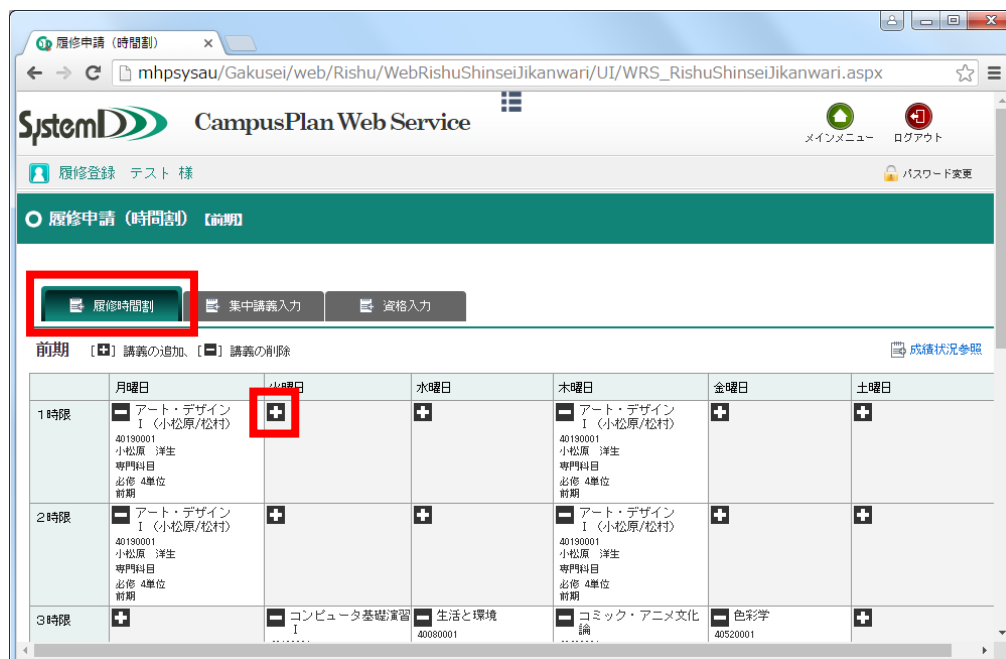 履修申請（時間割）
mhpsysau/Gakusei/web/Rishu/WebRishuShinseiJikanwari/UI/WRS_RishuShinseiJikanwari.aspx
SystemD CampusPlan Web Service
メインメニュー ログアウト
履修登録 テスト 様 パスワード変更
履修申請（時間割）【前期】
履修時間割 集中講義入力 資格入力
前期 [+] 講義の追加、[-] 講義の削除 成績状況参照
月曜日 火曜日 水曜日 木曜日 金曜日 土曜日
1時限 アート・デザイン アート・デザイン
Ⅰ（小松原/松村） Ⅰ（小松原/松村）
40190001 40190001
小松原 洋生 小松原 洋生
専門科目 専門科目
必修 4単位 必修 4単位
前期 前期
2時限 アート・デザイン アート・デザイン
Ⅰ（小松原/松村） Ⅰ（小松原/松村）
40190001 40190001
小松原 洋生 小松原 洋生
専門科目 専門科目
必修 4単位 必修 4単位
前期 前期
3時限 コンピュータ基礎演習 生活と環境 コミック・アニメ文化 色彩学
Ⅰ 40080001 論 40520001